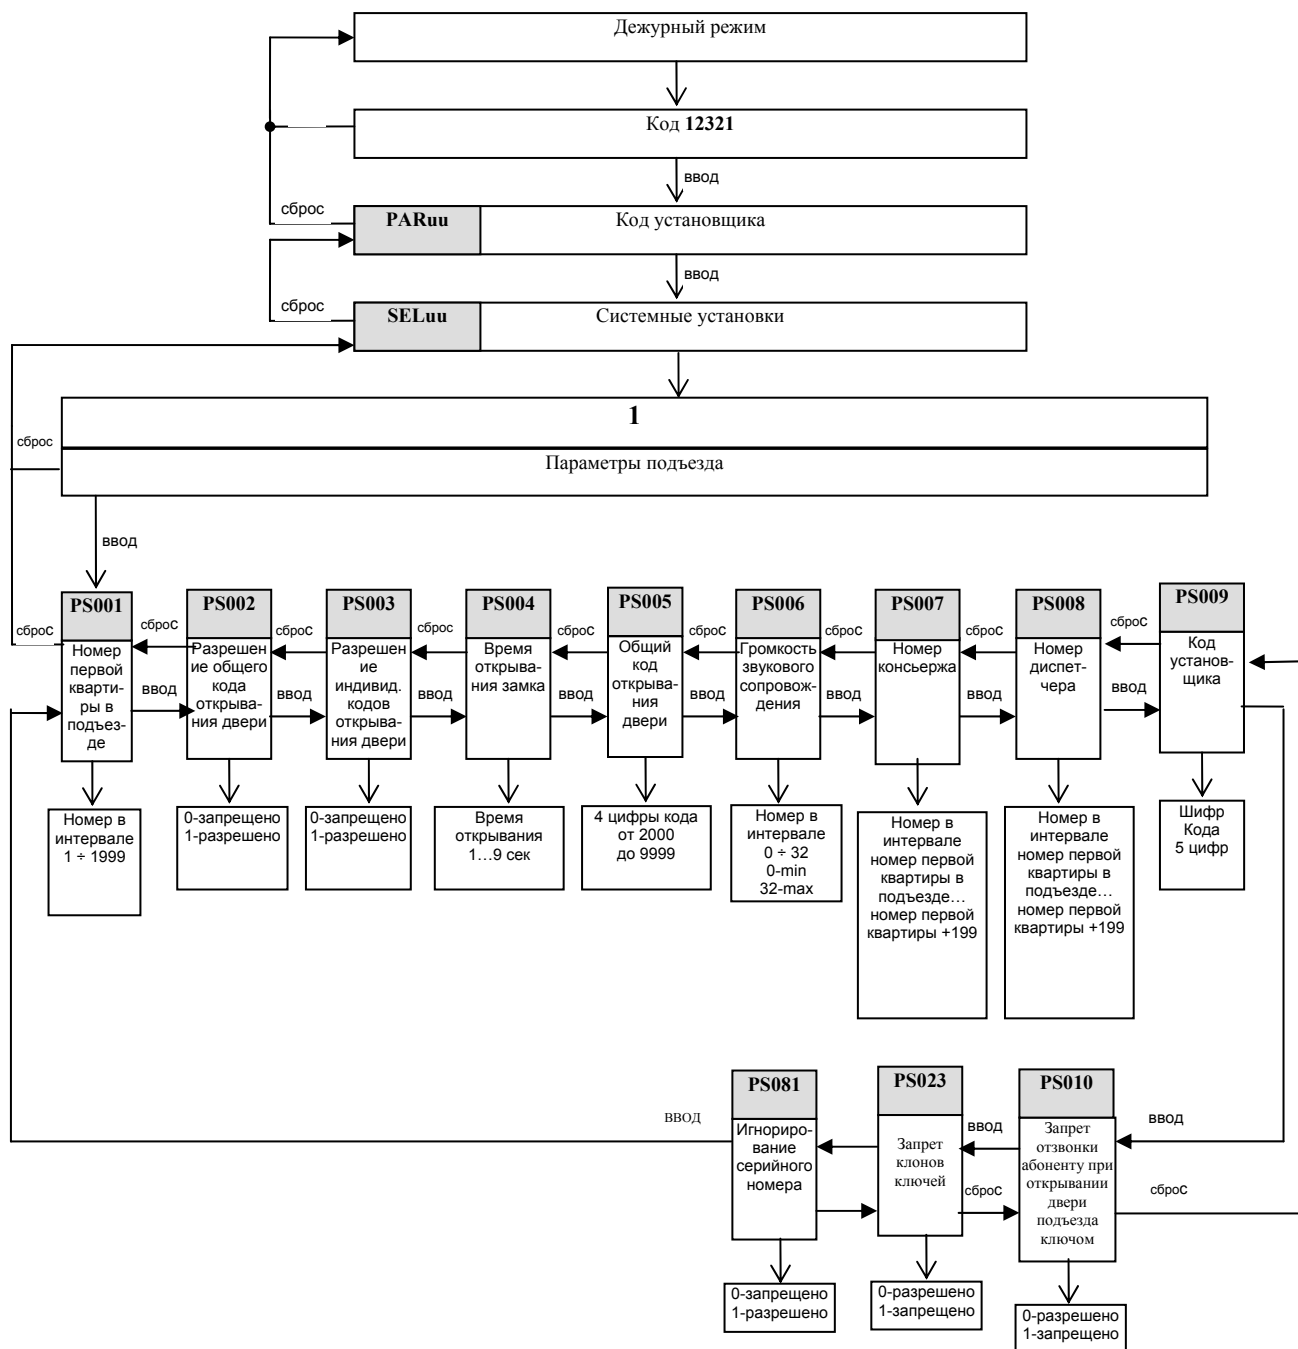 Дежурный режим
Код 12321
ввод
сброс
PARuu
Код установщика
ввод
сброс
SELuu
Системные установки
1
сброс
Параметры подъезда
ввод
PS001
PS002
PS003
PS004
PS005
PS006
PS007
PS008
PS009
сброс
сброс
сброс
сброс
сброс
сброс
сброс
сброс
сброс
Номер
первой
кварти-
ры в
подъез-
де
Разрешен
ие общего
кода
открыва-
ния двери
Разрешен
ие
индивид.
кодов
открыва-
ния двери
Время
открыва-
ния замка
Общий
код
открыва-
ния
двери
Громкость
звукового
сопровож-
дения
Номер
консьержа
Номер
диспет-
чера
Код
установ-
щика
ввод
ввод
ввод
ввод
ввод
ввод
ввод
ввод
Номер в
интервале
1 ÷ 1999
0-запрещено
1-разрешено
0-запрещено
1-разрешено
Время
открывания
1…9 сек
4 цифры кода
от 2000
до 9999
Номер в
интервале
0 ÷ 32
0-min
32-max
Номер в
интервале
номер первой
квартиры в
подъезде…
номер первой
квартиры +199
Номер в
интервале
номер первой
квартиры в
подъезде…
номер первой
квартиры +199
Шифр
Кода
5 цифр
PS081
PS023
PS010
ввод
Игнориро-
вание
серийного
номера
Запрет
клонов
ключей
ввод
сброс
Запрет
отзвонки
абоненту при
открывании
двери
подъезда
ключом
ввод
сброс
0-запрещено
1-разрешено
0-разрешено
1-запрещено
0-разрешено
1-запрещено